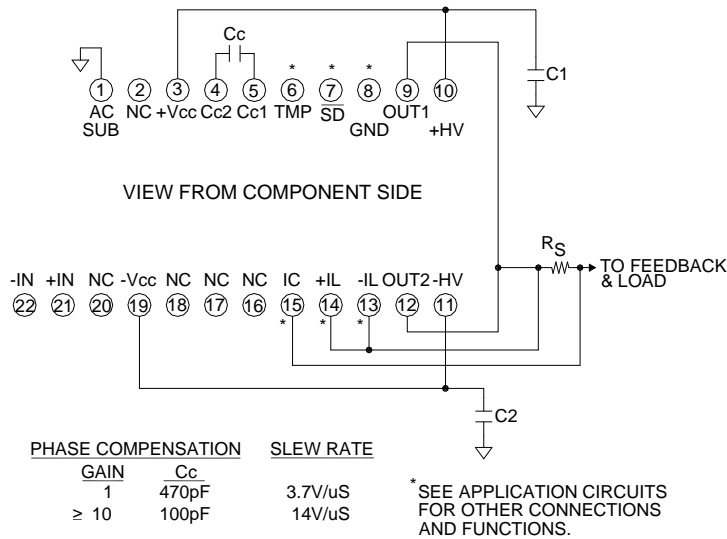 Cc
* * *
C1
1 2 3 4 5 6 7 8 9 10
AC SUB NC +Vcc Cc2 Cc1 TMP SD GND OUT1 +HV
VIEW FROM COMPONENT SIDE
RS
TO FEEDBACK
& LOAD
-IN +IN NC -Vcc NC NC NC IC +IL -IL OUT2 -HV
22 21 20 19 18 17 16 15 14 13 12 11
* * *
C2
PHASE COMPENSATION SLEW RATE
GAIN Cc
1 470pF 3.7V/uS
≥ 10 100pF 14V/uS
* SEE APPLICATION CIRCUITS
FOR OTHER CONNECTIONS
AND FUNCTIONS.